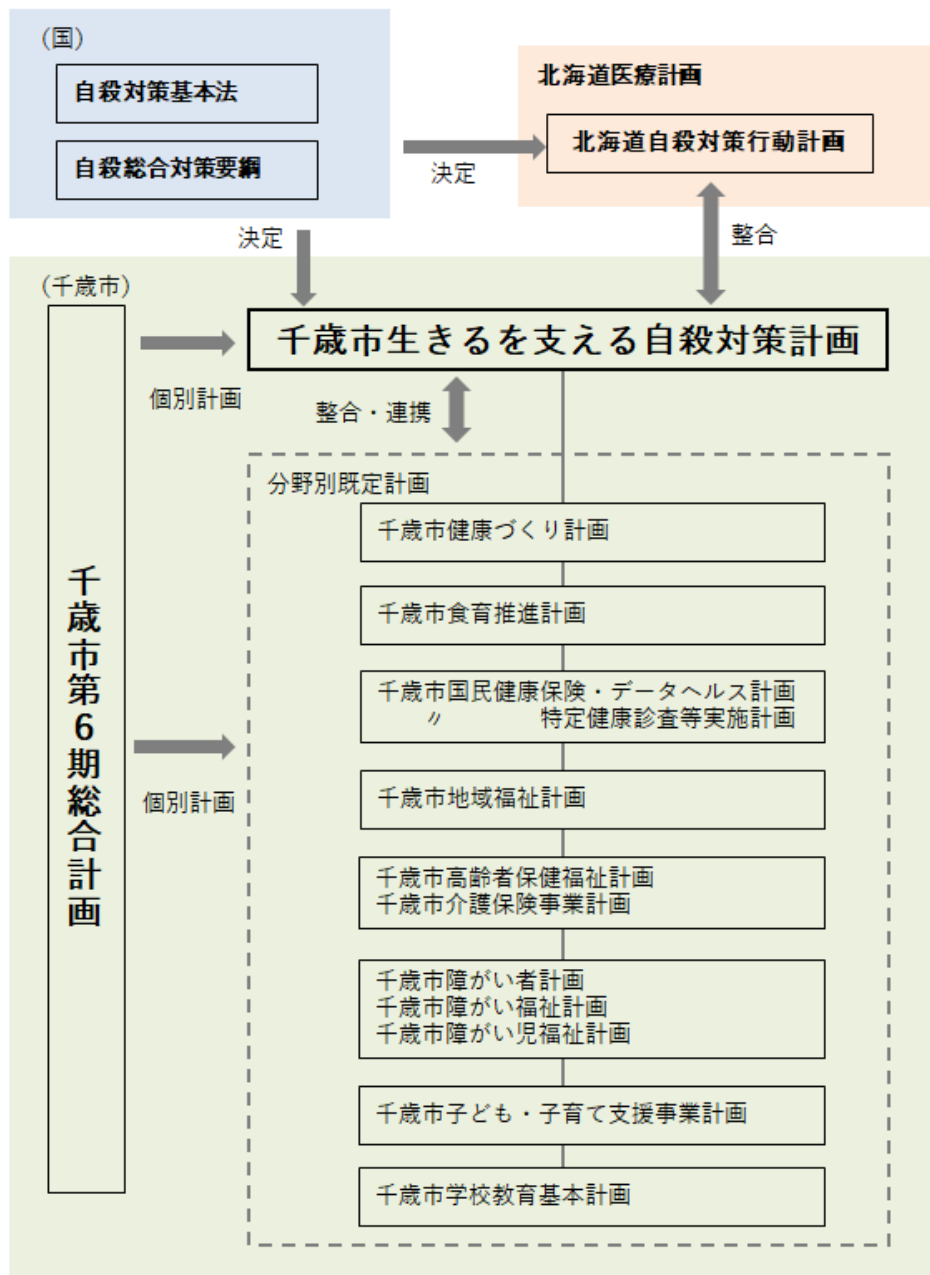 (国)
自殺対策基本法
自殺総合対策要綱
決定
北海道医療計画
北海道自殺対策行動計画
決定
整合
(千歳市)
千歳市第6期総合計画
個別計画
千歳市生きるを支える自殺対策計画
整合・連携
個別計画
分野別既定計画
千歳市健康づくり計画
千歳市食育推進計画
千歳市国民健康保険・データヘルス計画
〃 特定健康診査等実施計画
千歳市地域福祉計画
千歳市高齢者保健福祉計画
千歳市介護保険事業計画
千歳市障がい者計画
千歳市障がい福祉計画
千歳市障がい児福祉計画
千歳市子ども・子育て支援事業計画
千歳市学校教育基本計画